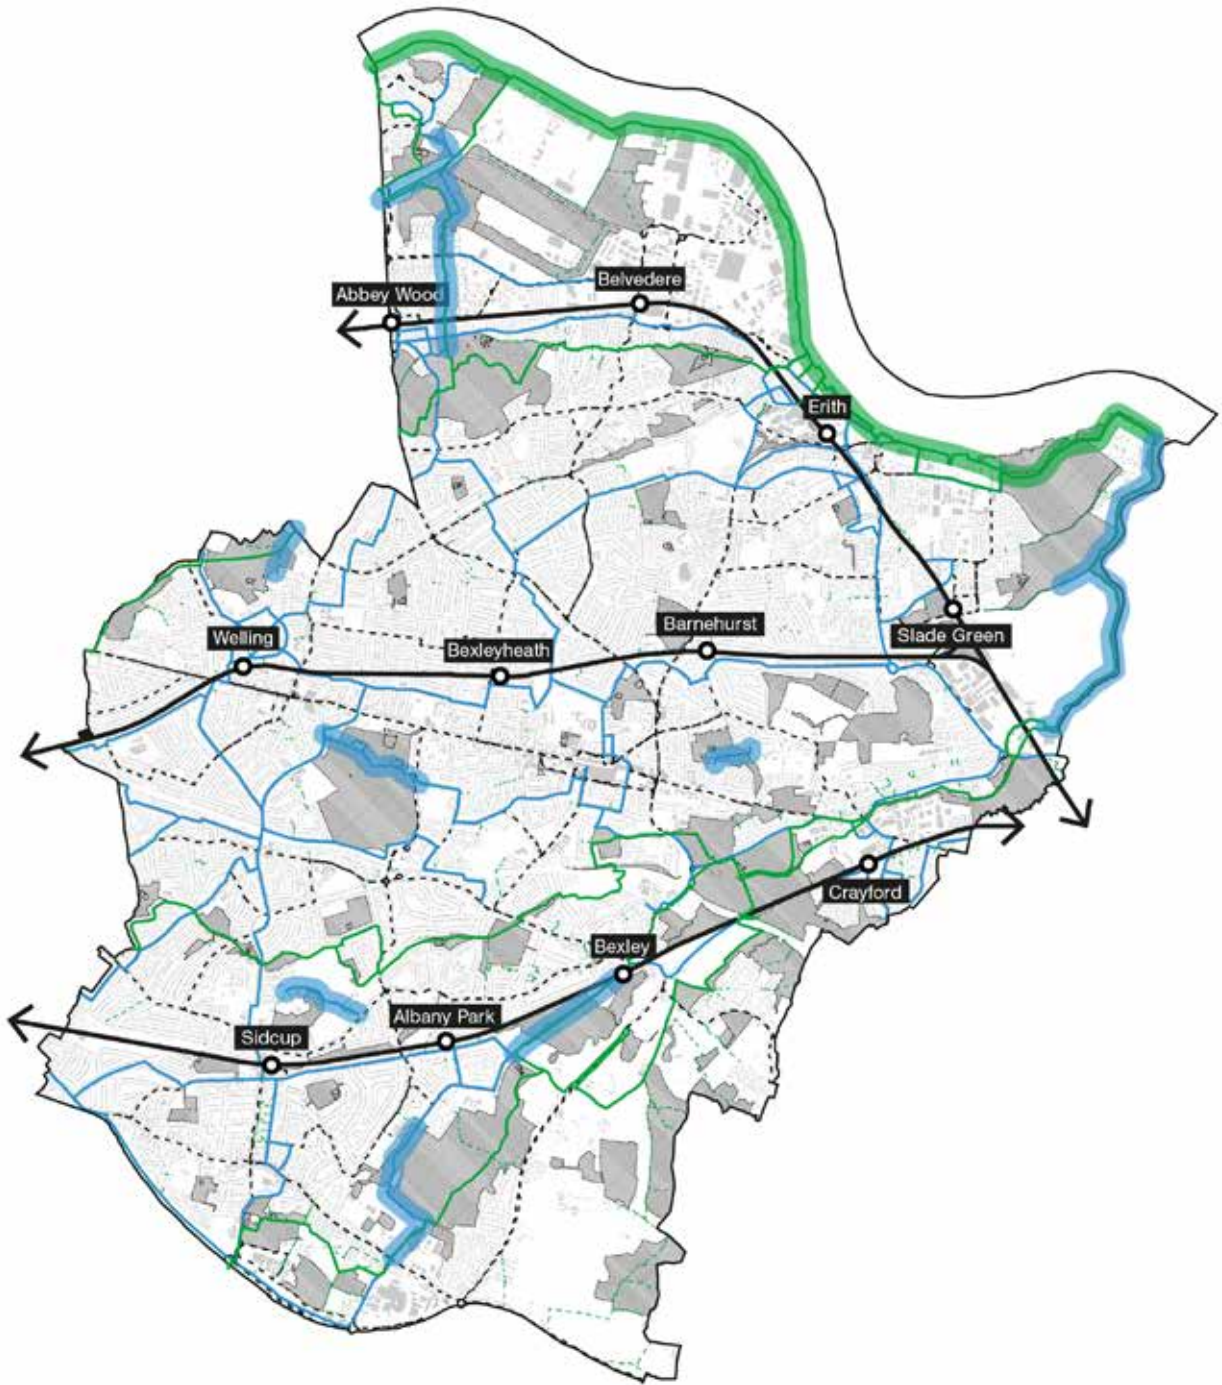 Belvedere
Abbey Wood
Erith
Barnehurst
Slade Green
Welling
Bexleyheath
Crayford
Bexley
Albany Park
Sidcup